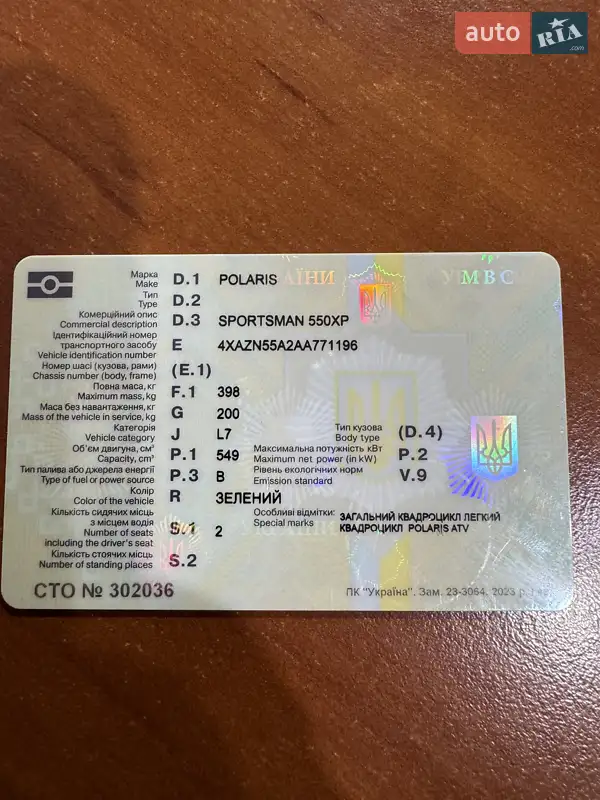 auto RIA .com
УКРАЇНИ МВС
Марка
Make D.1 POLARIS
Тип
Type D.2
Комерційний опис
Commercial description D.3 SPORTSMAN 550XP
Ідентифікаційний номер
транспортного засобу
Vehicle identification number E 4XAZN55A2AA771196
Номер шасі (кузова, рами)
Chassis number (body, frame) (E.1)
Повна маса, кг
Maximum mass, kg F.1 398
Маса без навантаження, кг
Mass of the vehicle in service, kg G 200
Категорія
Vehicle category J L7
Тип кузова
Body type (D.4)
Об'єм двигуна, см³
Capacity, cm³ P.1 549
Максимальна потужність кВт
Maximum net power (in kW) P.2
Тип палива або джерела енергії
Type of fuel or power source P.3 B
Рівень екологічних норм
Emission standard V.9
Колір
Color of the vehicle R ЗЕЛЕНИЙ
Кількість сидячих місць
з місцем водія
Number of seats
including the driver's seat S.1 2
Особливі відмітки:
Special marks
ЗАГАЛЬНИЙ КВАДРОЦИКЛ ЛЕГКИЙ
КВАДРОЦИКЛ POLARIS ATV
Кількість стоячих місць
Number of standing places S.2
СТО № 302036
ПК "Україна". Зам. 23-3064. 2023 р.